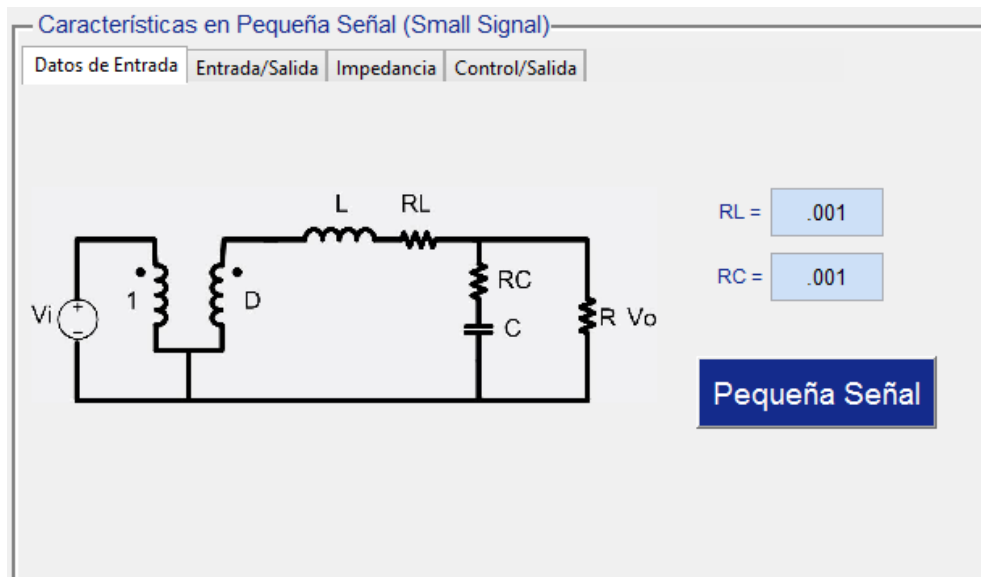 Características en Pequeña Señal (Small Signal)
Datos de Entrada Entrada/Salida Impedancia Control/Salida
L RL
RL = .001
RC
RC = .001
Vi + − 1 D
C R Vo
Pequeña Señal